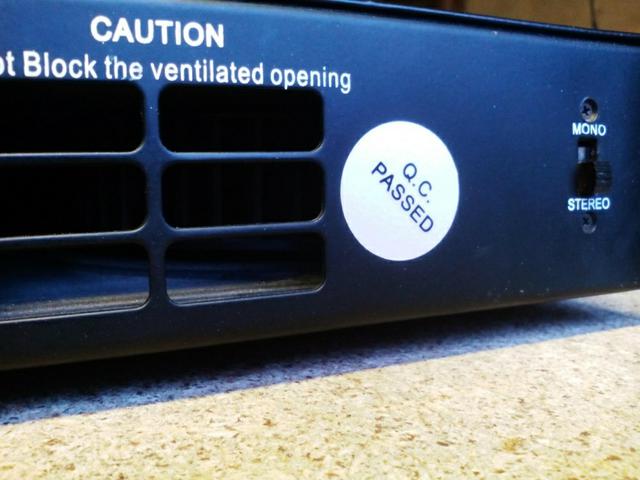 CAUTION
ot Block the ventilated opening
Q.C.
PASSED
MONO
STEREO